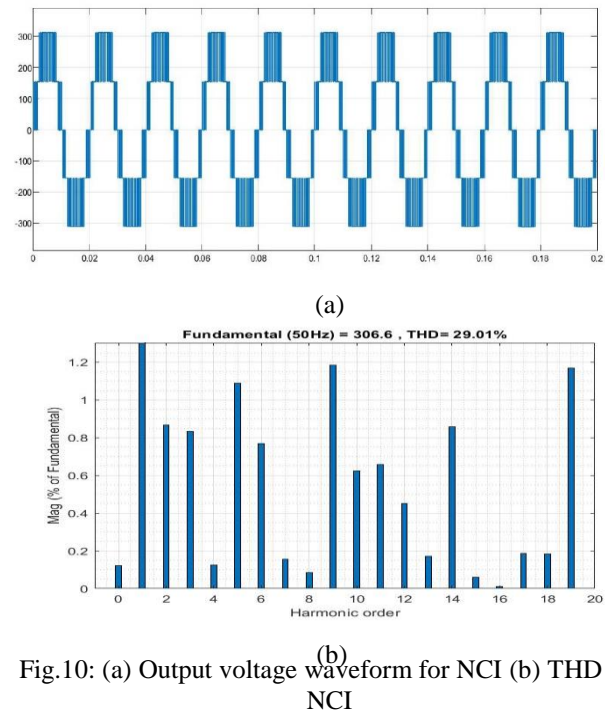 300
200
100
0
-100
-200
-300
0 0.02 0.04 0.06 0.08 0.1 0.12 0.14 0.16 0.18 0.2
(a)
Fundamental (50Hz) = 306.6 , THD= 29.01%
Mag (% of Fundamental)
1.2
1
0.8
0.6
0.4
0.2
0
0 2 4 6 8 10 12 14 16 18 20
Harmonic order
(b)
Fig.10: (a) Output voltage waveform for NCI (b) THD
NCI